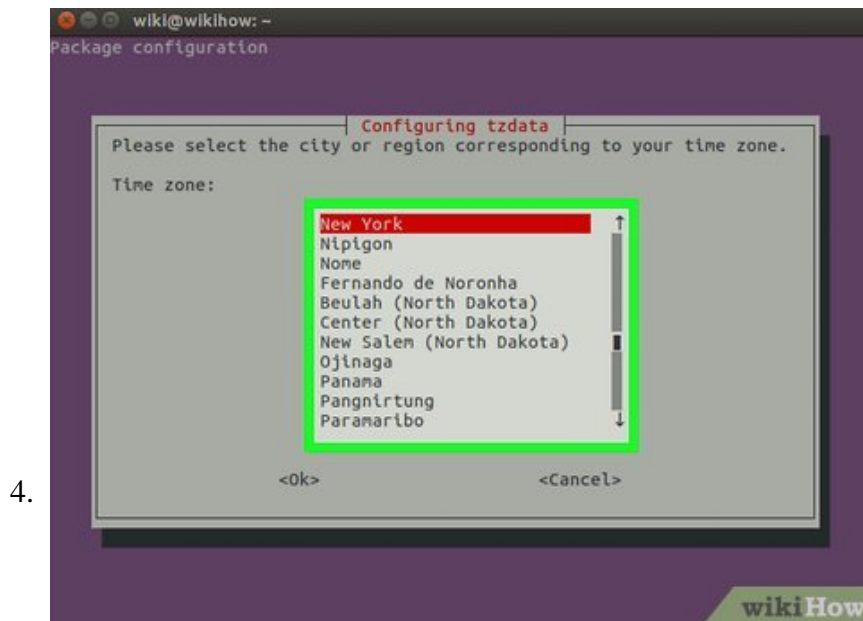 wiki@wikihow: ~
Package configuration
Configuring tzdata
Please select the city or region corresponding to your time zone.
Time zone:
New York
Nipigon
Nome
Fernando de Noronha
Beulah (North Dakota)
Center (North Dakota)
New Salem (North Dakota)
Ojinaga
Panama
Pangnirtung
Paramaribo
<Ok> <Cancel>
4.
wikiHow